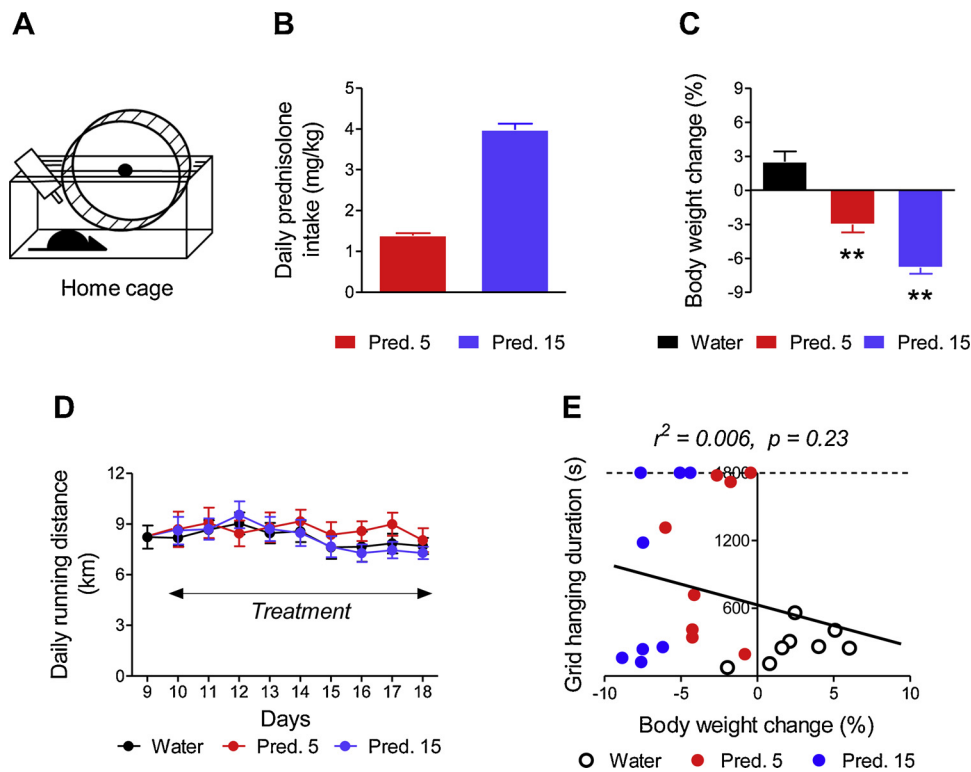 A
Home cage
B
Daily prednisolone
intake (mg/kg)
5
4
3
2
1
0
Pred. 5 Pred. 15
C
Body weight change (%)
9
6
3
0
-3
-6
-9
**
**
Water Pred. 5 Pred. 15
D
Daily running distance
(km)
12
9
6
3
0
Treatment
9 10 11 12 13 14 15 16 17 18
Days
Water Pred. 5 Pred. 15
E
r² = 0.006, p = 0.23
Grid hanging duration (s)
1800
1200
600
-10 -5 0 5 10
Body weight change (%)
Water Pred. 5 Pred. 15